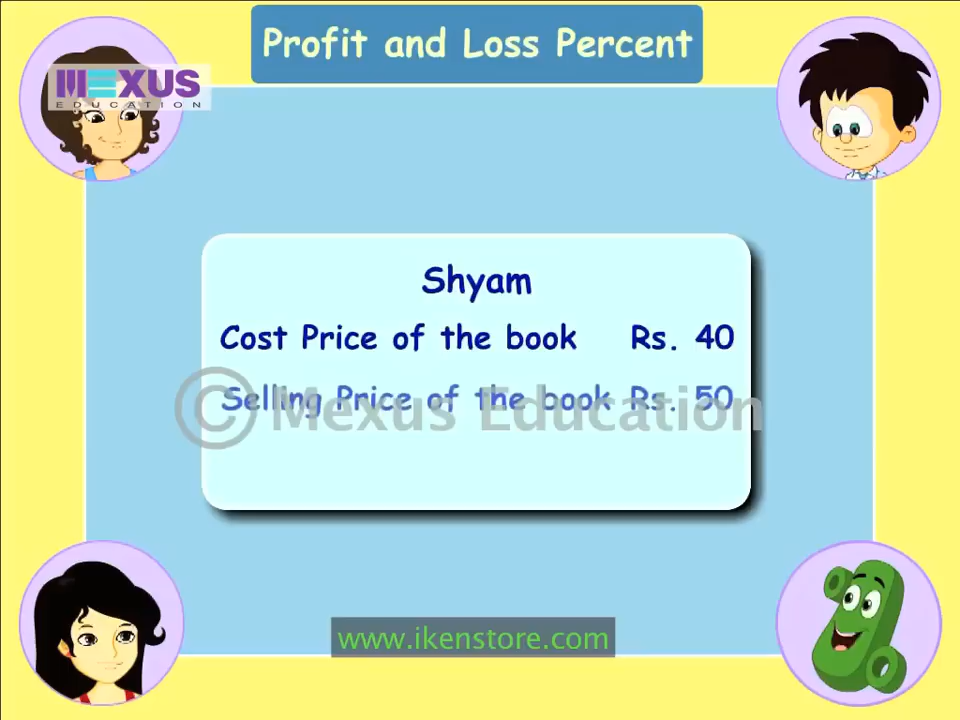 Profit and Loss Percent
MEXUS
EDUCATION
Shyam
Cost Price of the book Rs. 40
Selling Price of the book Rs. 50
© Mexus Education
www.ikenstore.com